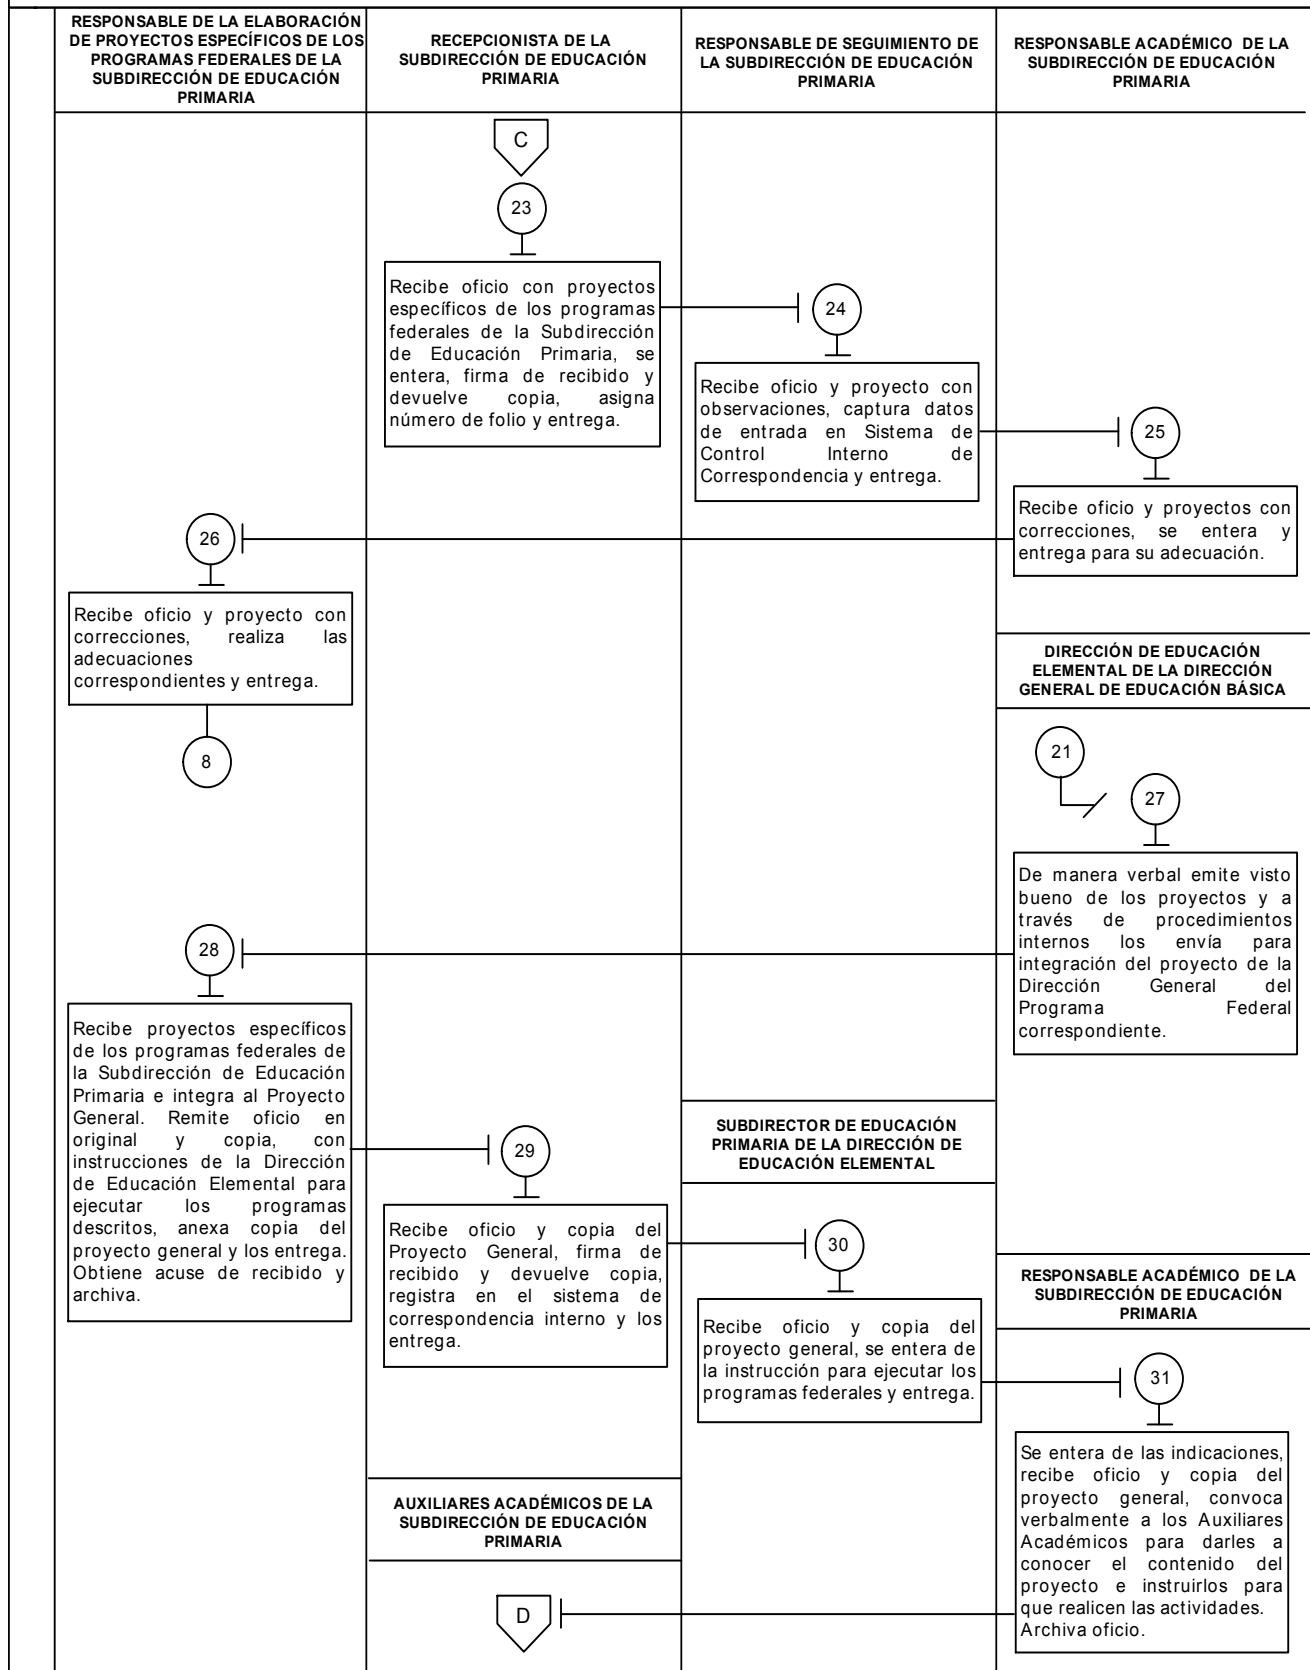 RESPONSABLE DE LA ELABORACIÓN
DE PROYECTOS ESPECÍFICOS DE LOS
PROGRAMAS FEDERALES DE LA
SUBDIRECCIÓN DE EDUCACIÓN
PRIMARIA
RECEPCIONISTA DE LA
SUBDIRECCIÓN DE EDUCACIÓN
PRIMARIA
RESPONSABLE DE SEGUIMIENTO DE
LA SUBDIRECCIÓN DE EDUCACIÓN
PRIMARIA
RESPONSABLE ACADÉMICO DE LA
SUBDIRECCIÓN DE EDUCACIÓN
PRIMARIA
C
23
Recibe oficio con proyectos
específicos de los programas
federales de la Subdirección
de Educación Primaria, se
entera, firma de recibido y
devuelve copia, asigna
número de folio y entrega.
24
Recibe oficio y proyecto con
observaciones, captura datos
de entrada en Sistema de
Control Interno de
Correspondencia y entrega.
25
Recibe oficio y proyectos con
correcciones, se entera y
entrega para su adecuación.
26
Recibe oficio y proyecto con
correcciones, realiza las
adecuaciones
correspondientes y entrega.
8
DIRECCIÓN DE EDUCACIÓN
ELEMENTAL DE LA DIRECCIÓN
GENERAL DE EDUCACIÓN BÁSICA
21
27
De manera verbal emite visto
bueno de los proyectos y a
través de procedimientos
internos los envía para
integración del proyecto de la
Dirección General del
Programa Federal
correspondiente.
28
Recibe proyectos específicos
de los programas federales de
la Subdirección de Educación
Primaria e integra al Proyecto
General. Remite oficio en
original y copia, con
instrucciones de la Dirección
de Educación Elemental para
ejecutar los programas
descritos, anexa copia del
proyecto general y los entrega.
Obtiene acuse de recibido y
archiva.
29
Recibe oficio y copia del
Proyecto General, firma de
recibido y devuelve copia,
registra en el sistema de
correspondencia interno y los
entrega.
SUBDIRECTOR DE EDUCACIÓN
PRIMARIA DE LA DIRECCIÓN DE
EDUCACIÓN ELEMENTAL
30
Recibe oficio y copia del
proyecto general, se entera de
la instrucción para ejecutar los
programas federales y entrega.
RESPONSABLE ACADÉMICO DE LA
SUBDIRECCIÓN DE EDUCACIÓN
PRIMARIA
31
Se entera de las indicaciones,
recibe oficio y copia del
proyecto general, convoca
verbalmente a los Auxiliares
Académicos para darles a
conocer el contenido del
proyecto e instruirlos para
que realicen las actividades.
Archiva oficio.
AUXILIARES ACADÉMICOS DE LA
SUBDIRECCIÓN DE EDUCACIÓN
PRIMARIA
D